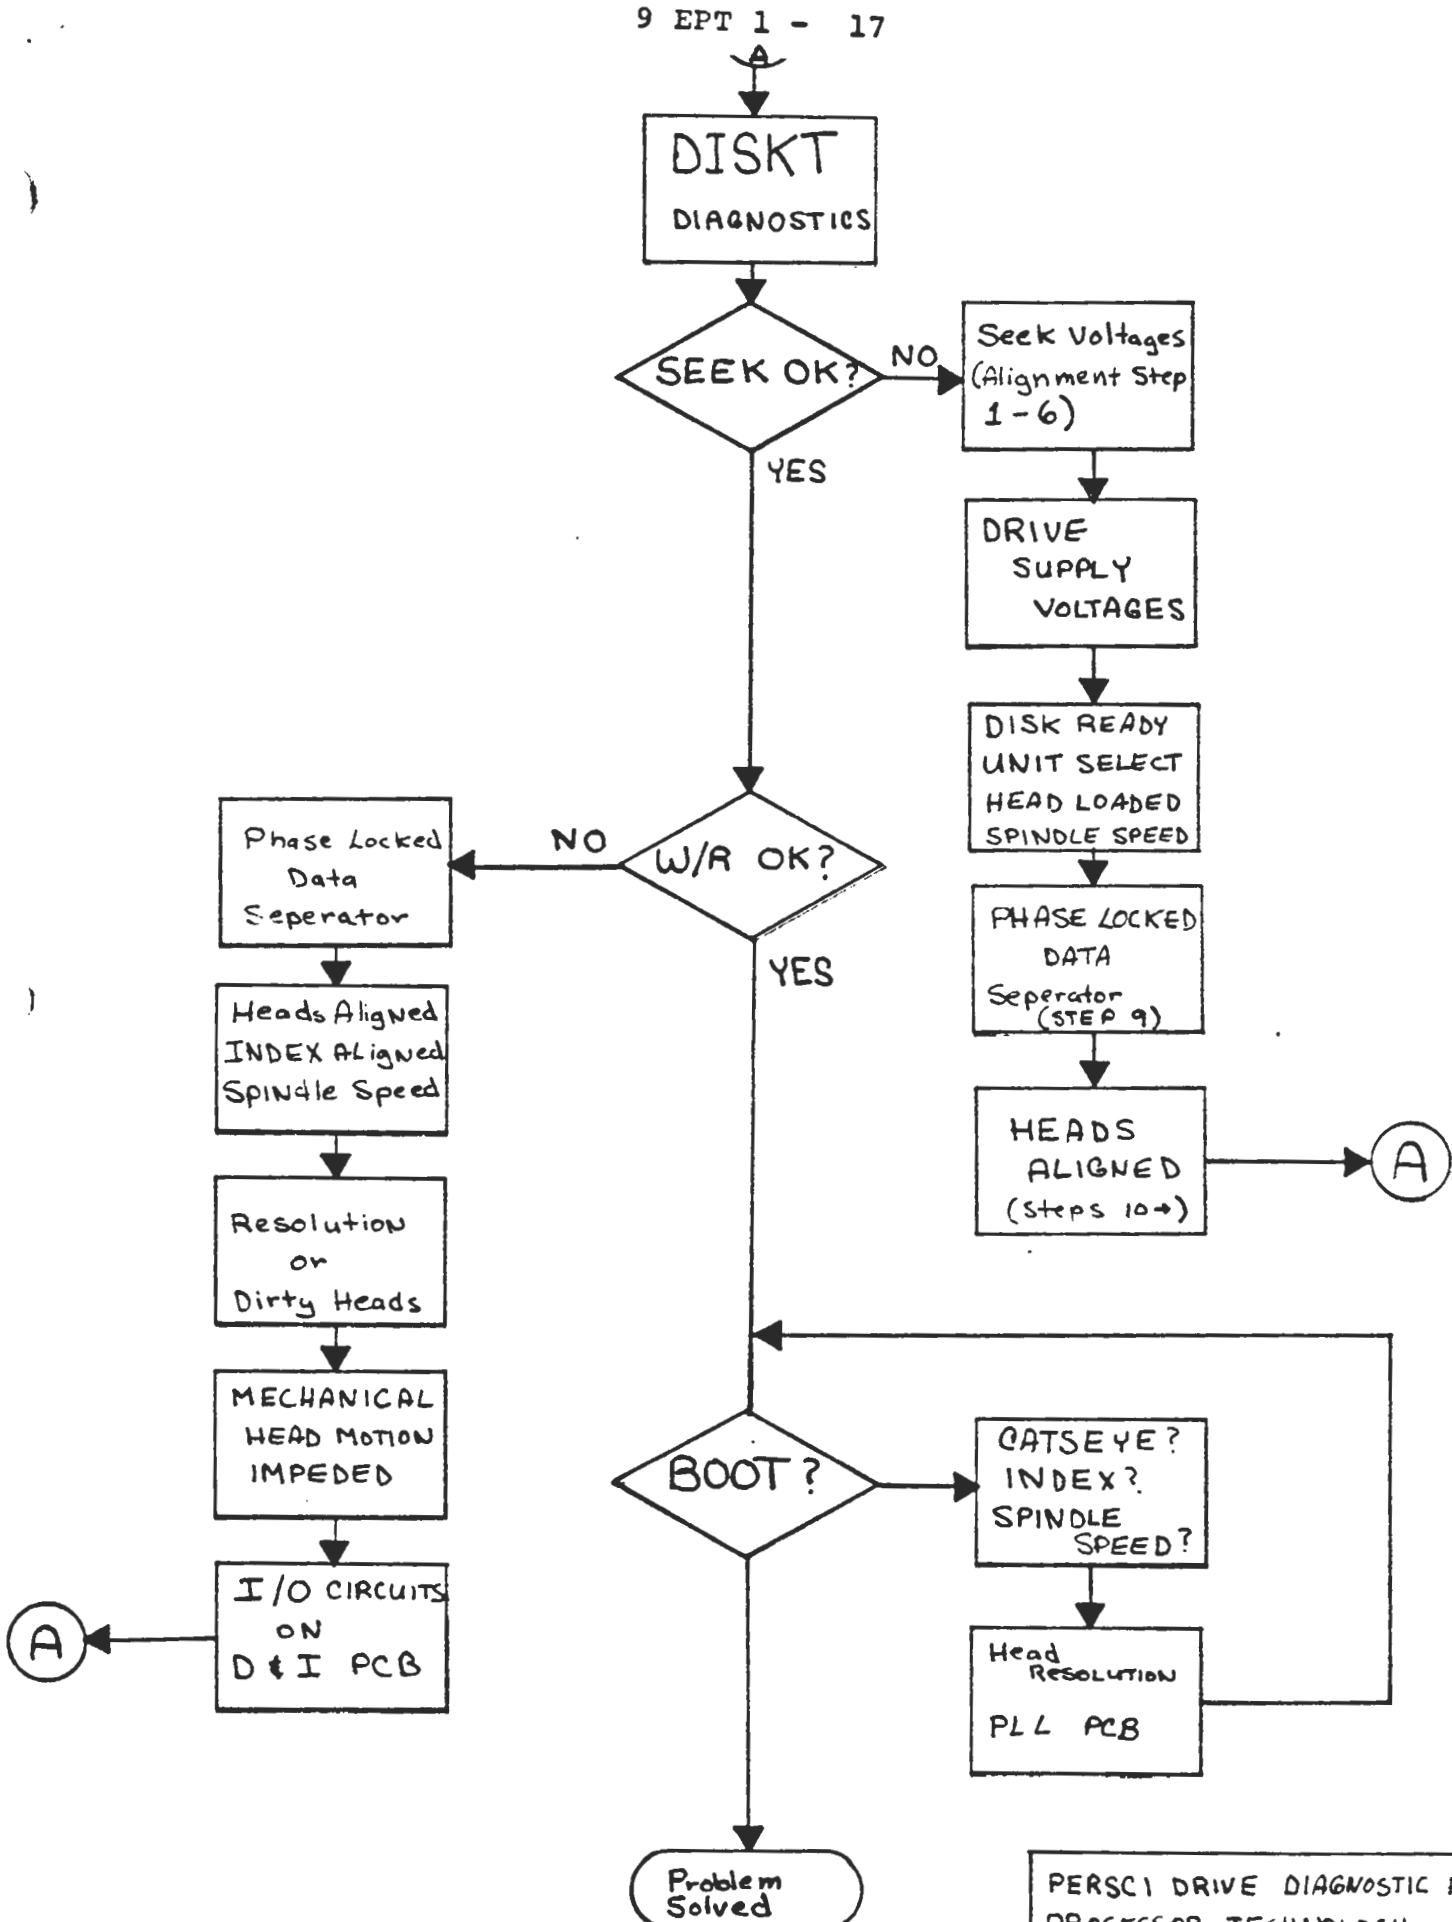 9 EPT 1 - 17
A
DISKT
DIAGNOSTICS
SEEK OK?
NO
YES
Seek Voltages
(Alignment Step
1-6)
DRIVE
SUPPLY
VOLTAGES
DISK READY
UNIT SELECT
HEAD LOADED
SPINDLE SPEED
PHASE LOCKED
DATA
Seperator
(STEP 9)
HEADS
ALIGNED
(Steps 10→)
A
W/R OK?
NO
YES
Phase Locked
Data
Seperator
Heads Aligned
INDEX ALigned
SPINdle Speed
Resolution
or
Dirty Heads
MECHANICAL
HEAD MOTION
IMPEDED
I/O CIRCUITS
ON
D & I PCB
A
BOOT?
CATSEYE?
INDEX?
SPINDLE
SPEED?
Head
RESOLUTION
PLL PCB
Problem
Solved
PERSCI DRIVE DIAGNOSTIC
PROCESSOR TECHNOLOGY